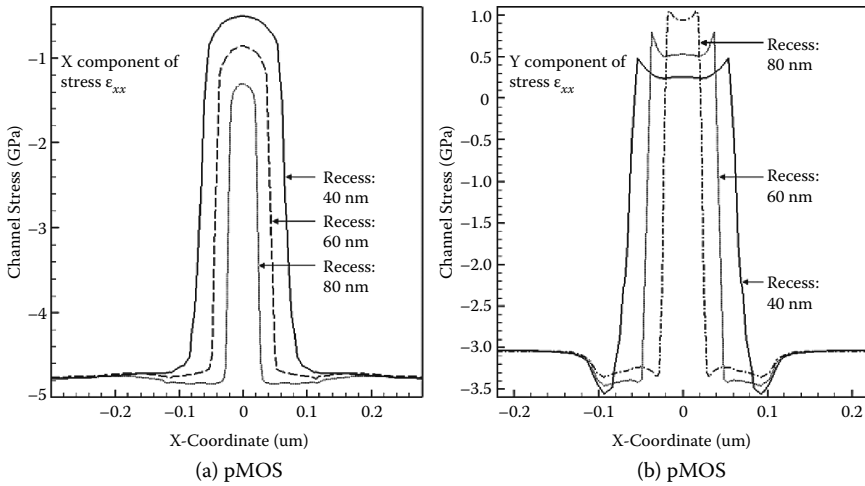 X component of
stress εxx
Recess:
40 nm
Recess:
60 nm
Recess:
80 nm
Channel Stress (GPa)
−1
−2
−3
−4
−5
−0.2
−0.1
0
0.1
0.2
X-Coordinate (um)
(a) pMOS
Y component of
stress εxx
Recess:
80 nm
Recess:
60 nm
Recess:
40 nm
Channel Stress (GPa)
1.0
0.5
0
−0.5
−1.0
−1.5
−2.0
−2.5
−3.0
−3.5
−0.2
−0.1
0
0.1
0.2
X-Coordinate (um)
(b) pMOS